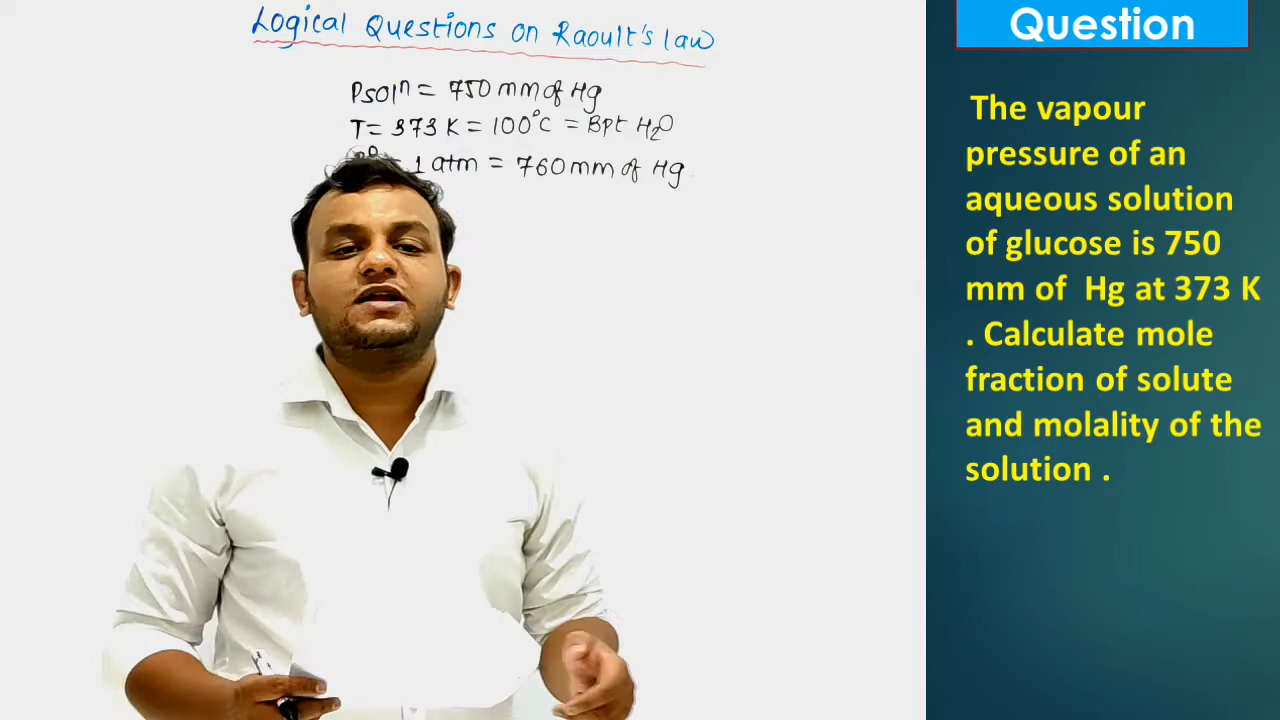 Logical Questions on Raoult's law
Psolⁿ = 750 mm of Hg
T = 373 K = 100°C = Bpt H₂O
= 1 atm = 760 mm of Hg.
Question
The vapour
pressure of an
aqueous solution
of glucose is 750
mm of Hg at 373 K
. Calculate mole
fraction of solute
and molality of the
solution .